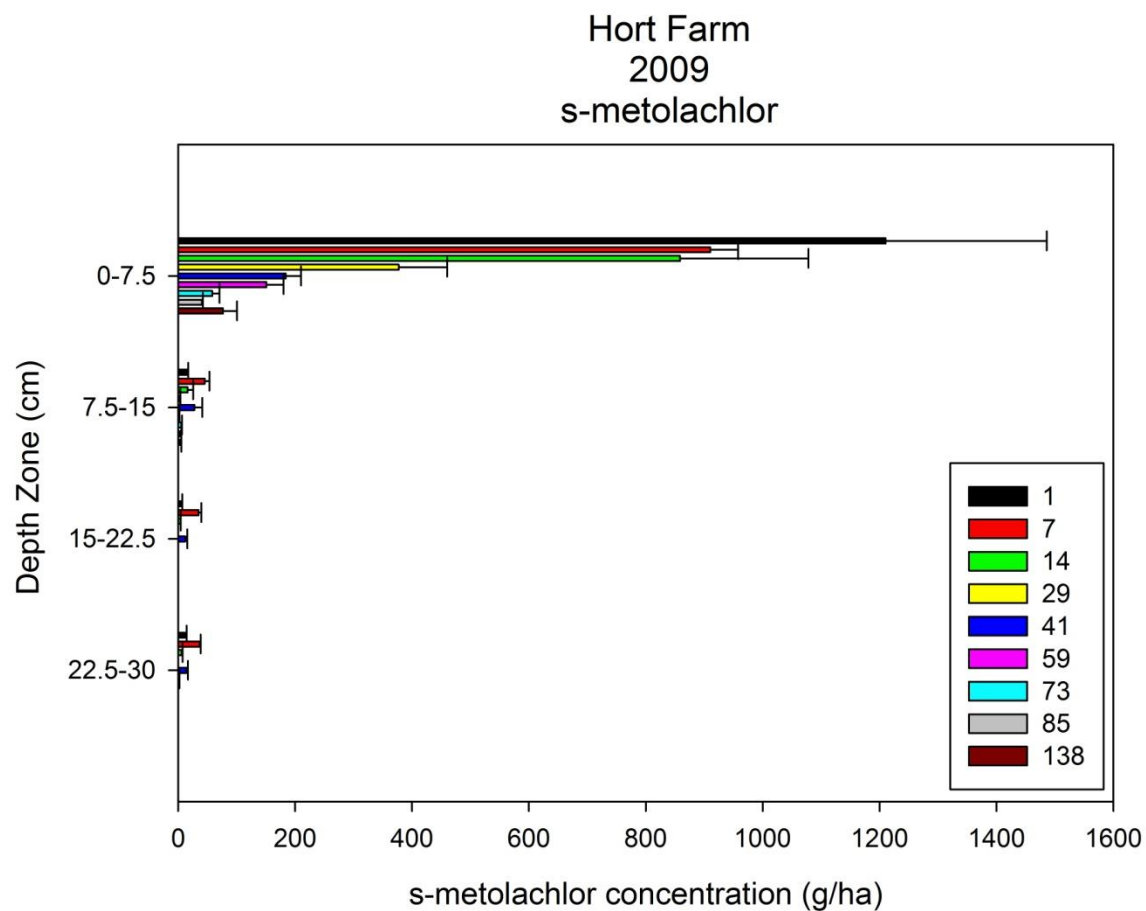 Hort Farm
2009
s-metolachlor
Depth Zone (cm)
0-7.5
7.5-15
15-22.5
22.5-30
1
7
14
29
41
59
73
85
138
0 200 400 600 800 1000 1200 1400 1600
s-metolachlor concentration (g/ha)